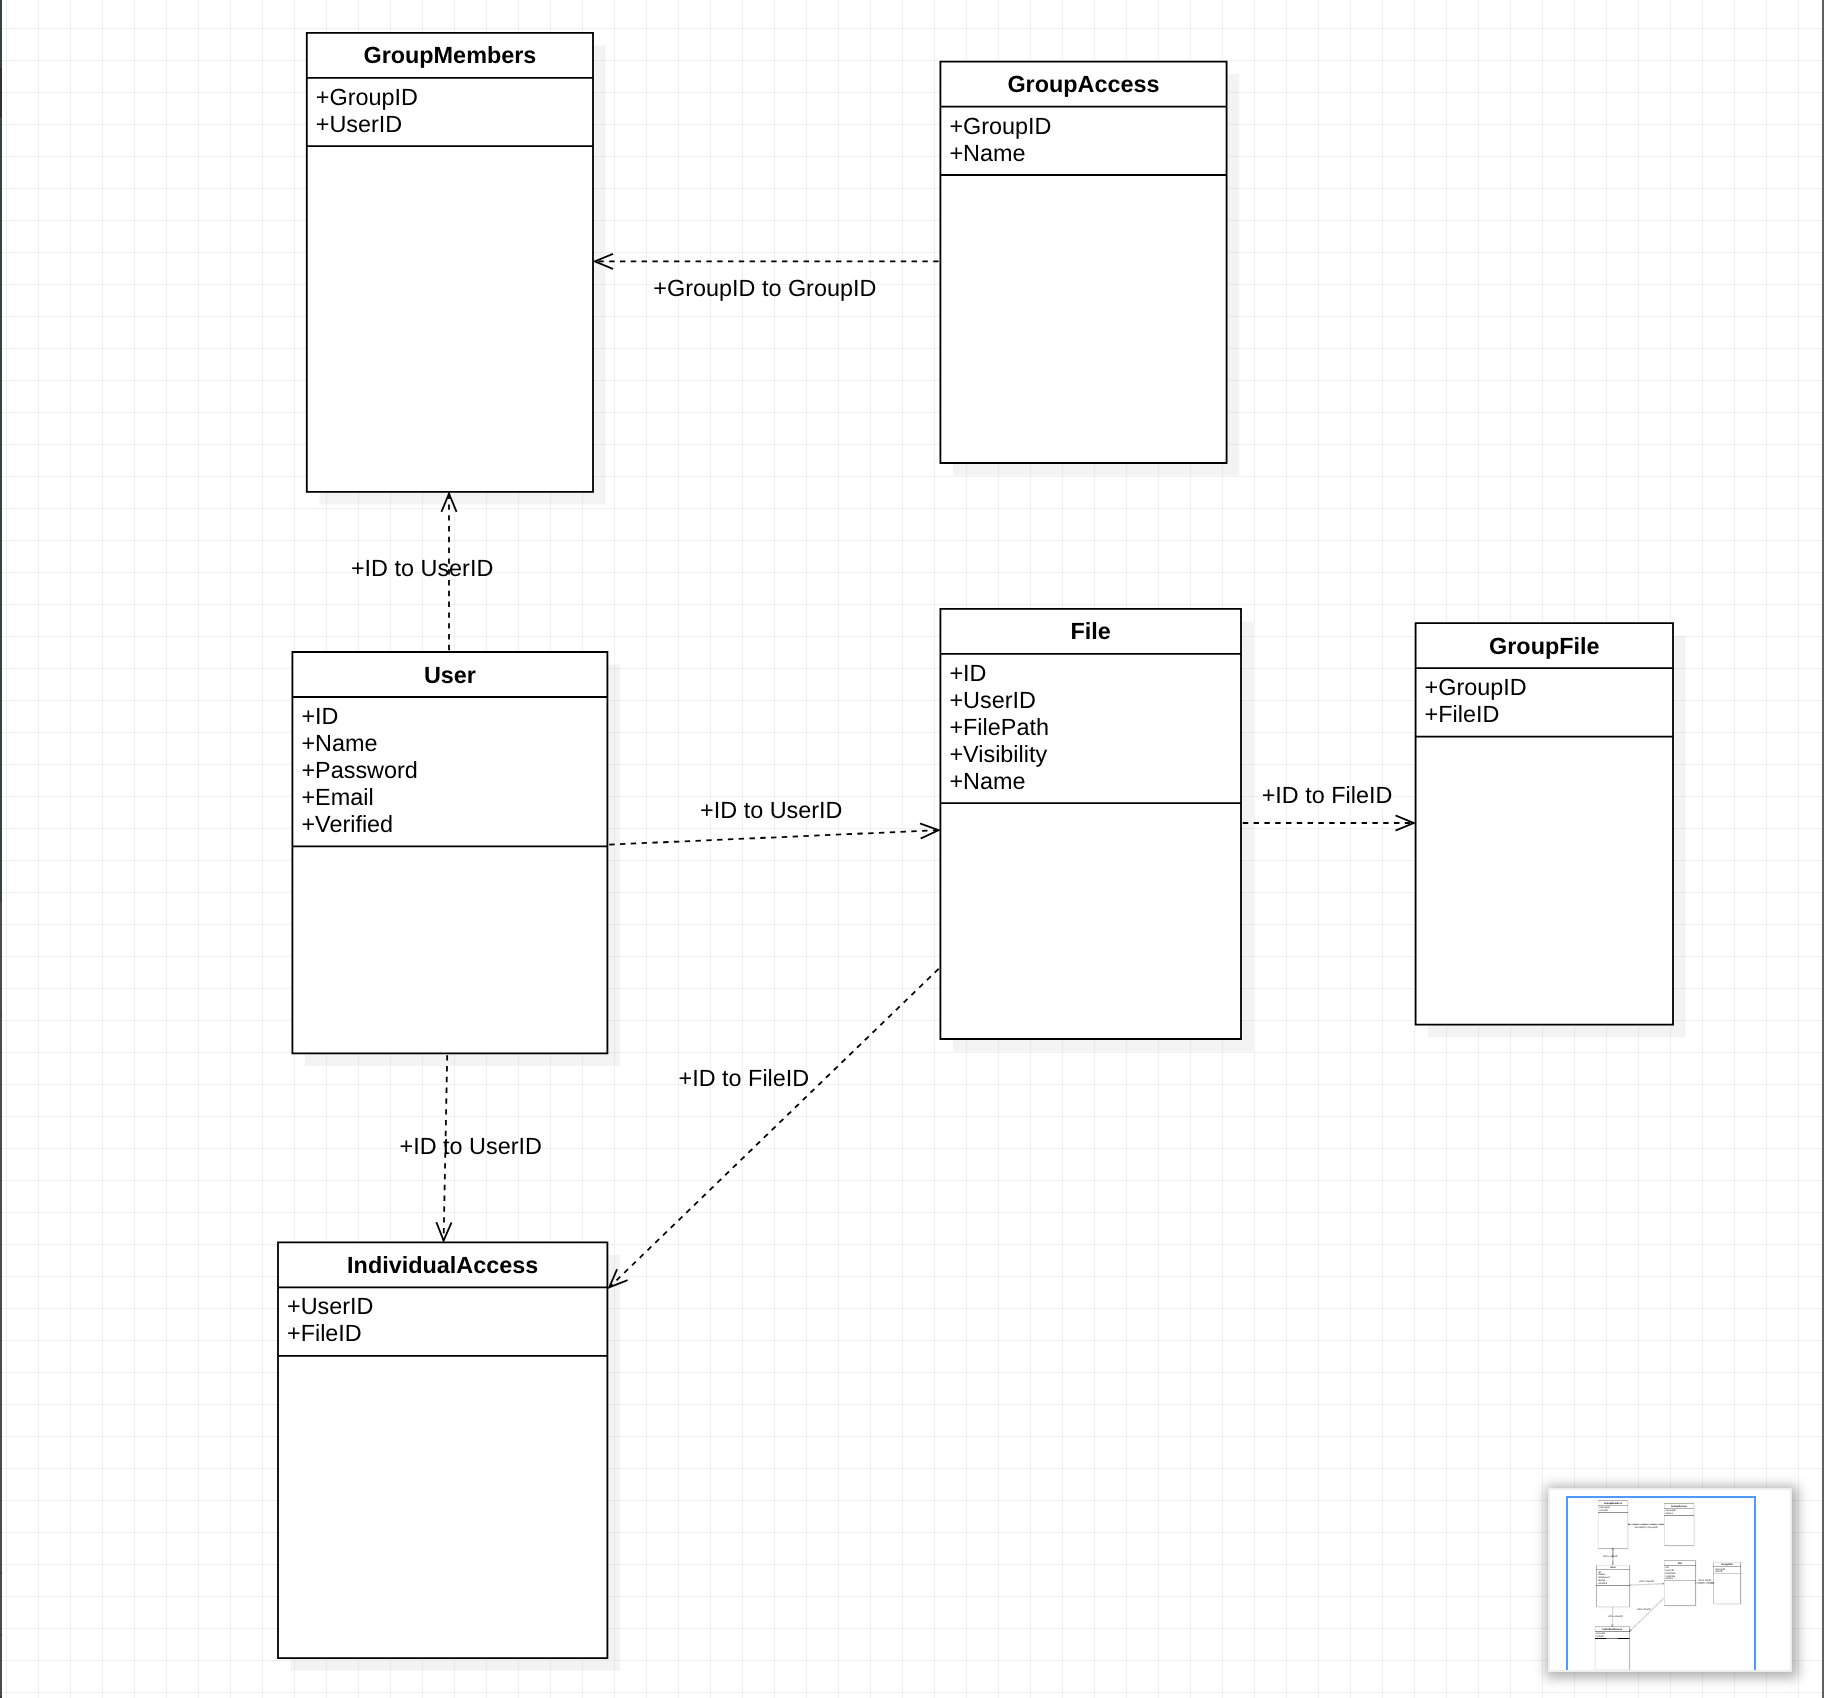 GroupMembers
+GroupID
+UserID
GroupAccess
+GroupID
+Name
+GroupID to GroupID
+ID to UserID
User
+ID
+Name
+Password
+Email
+Verified
+ID to UserID
File
+ID
+UserID
+FilePath
+Visibility
+Name
+ID to FileID
GroupFile
+GroupID
+FileID
+ID to FileID
+ID to UserID
IndividualAccess
+UserID
+FileID